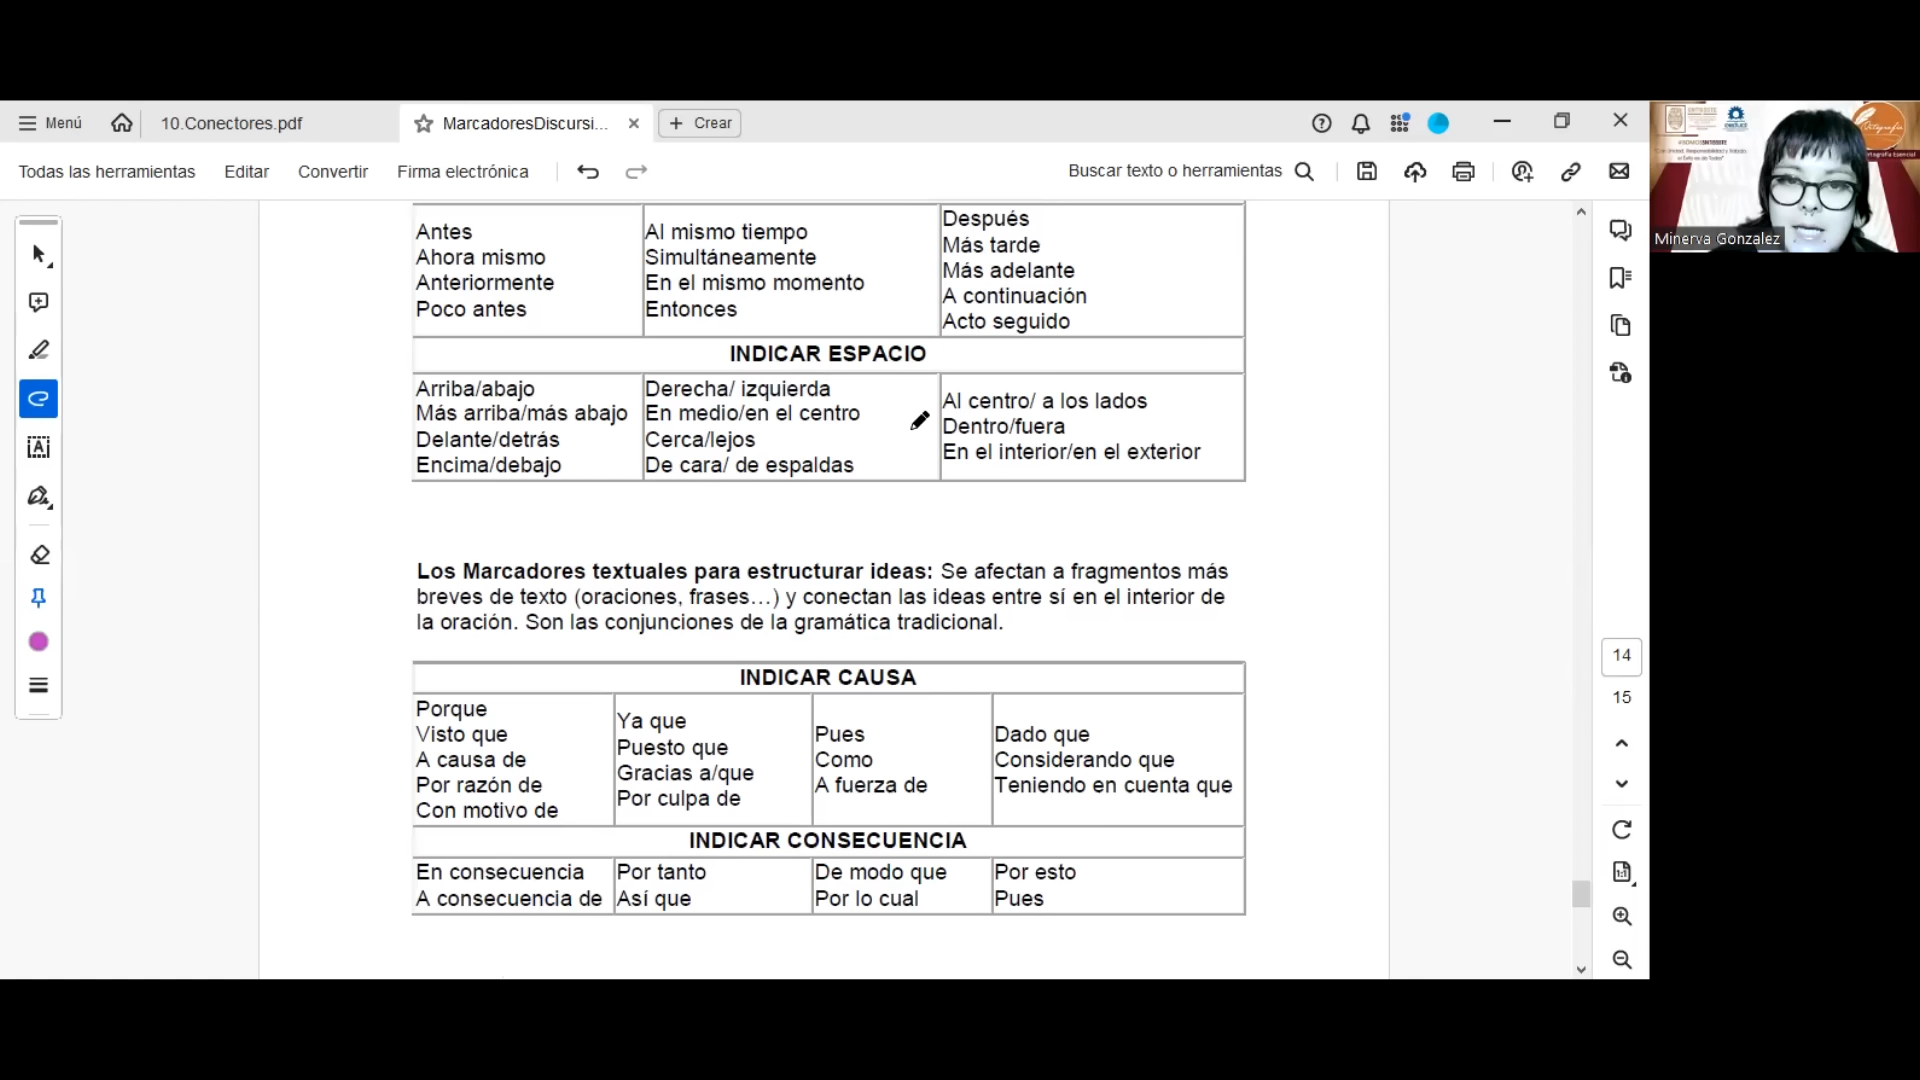 Menú
10.Conectores.pdf
MarcadoresDiscursi...
Crear
Todas las herramientas
Editar
Convertir
Firma electrónica
Buscar texto o herramientas
Antes
Ahora mismo
Anteriormente
Poco antes
Al mismo tiempo
Simultáneamente
En el mismo momento
Entonces
Después
Más tarde
Más adelante
A continuación
Acto seguido
INDICAR ESPACIO
Arriba/abajo
Más arriba/más abajo
Delante/detrás
Encima/debajo
Derecha/ izquierda
En medio/en el centro
Cerca/lejos
De cara/ de espaldas
Al centro/ a los lados
Dentro/fuera
En el interior/en el exterior
Los Marcadores textuales para estructurar ideas: Se afectan a fragmentos más
breves de texto (oraciones, frases…) y conectan las ideas entre sí en el interior de
la oración. Son las conjunciones de la gramática tradicional.
INDICAR CAUSA
Porque
Visto que
A causa de
Por razón de
Con motivo de
Ya que
Puesto que
Gracias a/que
Por culpa de
Pues
Como
A fuerza de
Dado que
Considerando que
Teniendo en cuenta que
INDICAR CONSECUENCIA
En consecuencia
A consecuencia de
Por tanto
Así que
De modo que
Por lo cual
Por esto
Pues
14
15
Minerva Gonzalez